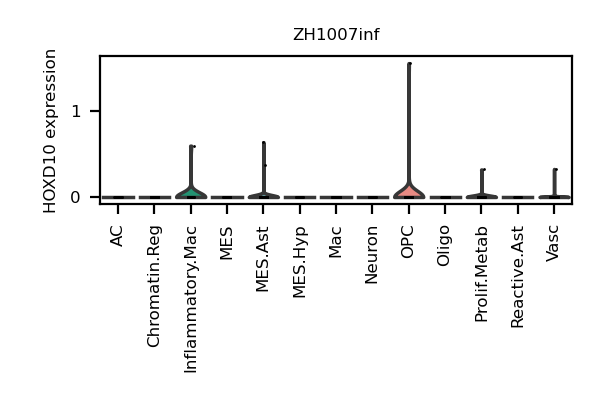 ZH1007inf
HOXD10 expression
1
0
AC
Chromatin.Reg
Inflammatory.Mac
MES
MES.Ast
MES.Hyp
Mac
Neuron
OPC
Oligo
Prolif.Metab
Reactive.Ast
Vasc